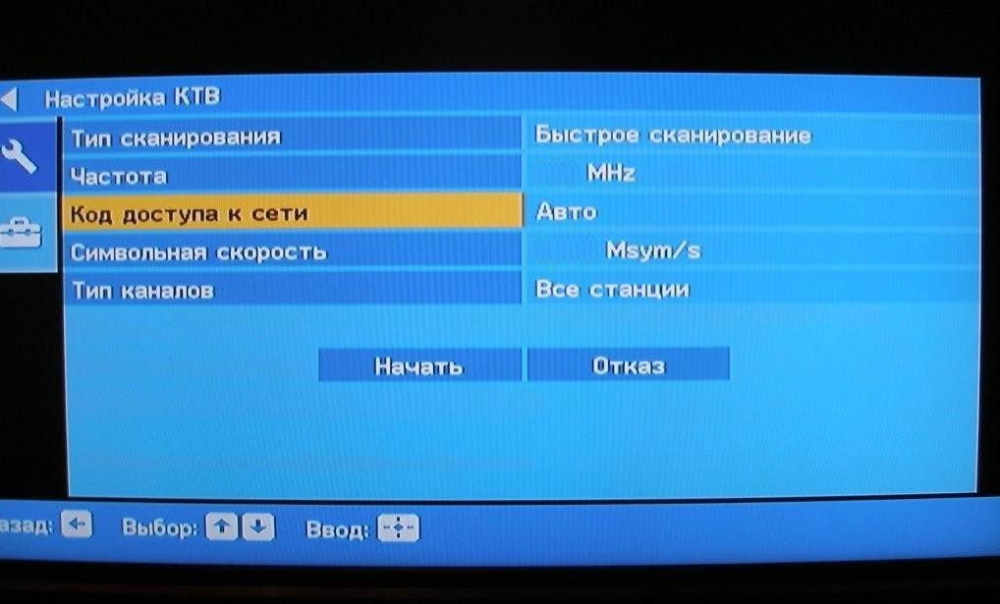 Настройка КТВ
Тип сканирования Быстрое сканирование
Частота MHz
Код доступа к сети Авто
Символьная скорость Msym/s
Тип каналов Все станции
Начать Отказ
азад: Выбор: Ввод: